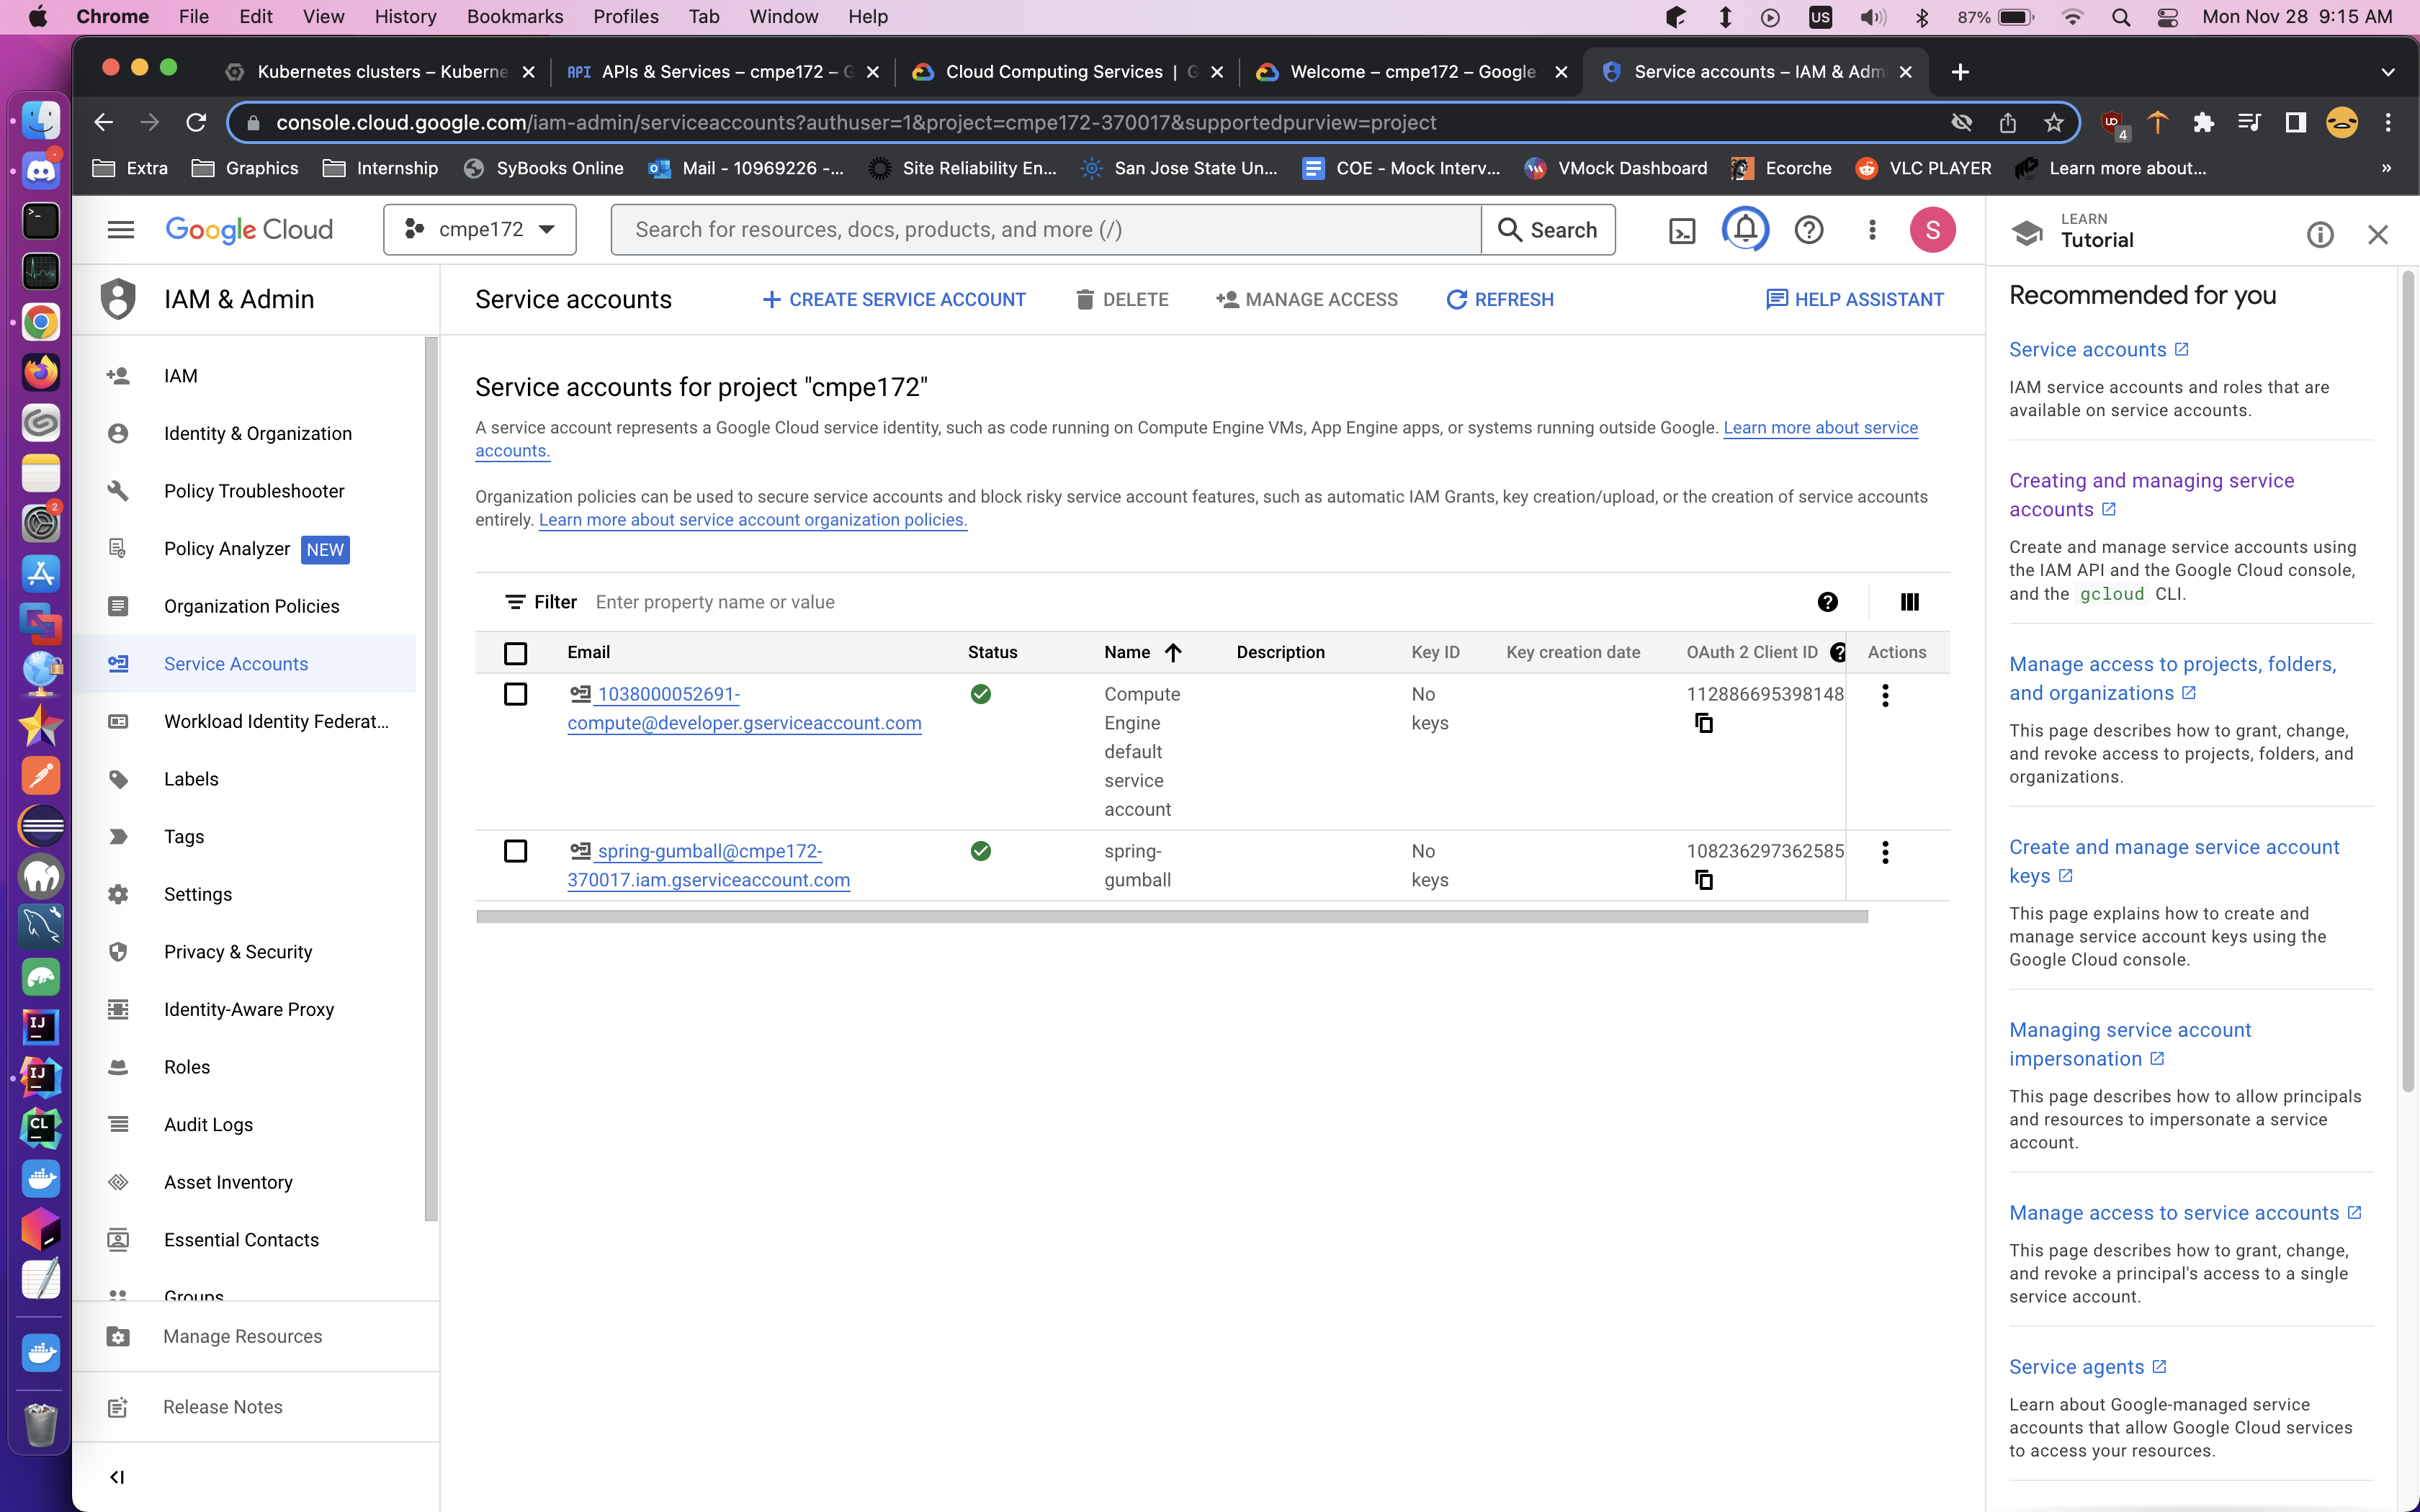 Chrome File Edit View History Bookmarks Profiles Tab Window Help US 87% Mon Nov 28 9:15 AM
Kubernetes clusters – Kuberne API APIs & Services – cmpe172 – G Cloud Computing Services | G Welcome – cmpe172 – Google Service accounts – IAM & Adm
console.cloud.google.com/iam-admin/serviceaccounts?authuser=1&project=cmpe172-370017&supportedpurview=project 4
Extra Graphics Internship SyBooks Online Mail - 10969226 -... Site Reliability En... San Jose State Un... COE - Mock Interv... VMock Dashboard Ecorche VLC PLAYER Learn more about... »
Google Cloud cmpe172 Search for resources, docs, products, and more (/) Search S
LEARN
Tutorial
IAM & Admin
IAM
Identity & Organization
Policy Troubleshooter
Policy Analyzer NEW
Organization Policies
Service Accounts
Workload Identity Federat...
Labels
Tags
Settings
Privacy & Security
Identity-Aware Proxy
Roles
Audit Logs
Asset Inventory
Essential Contacts
Groups
Manage Resources
Release Notes
Service accounts + CREATE SERVICE ACCOUNT DELETE MANAGE ACCESS REFRESH HELP ASSISTANT
Service accounts for project "cmpe172"
A service account represents a Google Cloud service identity, such as code running on Compute Engine VMs, App Engine apps, or systems running outside Google. Learn more about service
accounts.
Organization policies can be used to secure service accounts and block risky service account features, such as automatic IAM Grants, key creation/upload, or the creation of service accounts
entirely. Learn more about service account organization policies.
Filter Enter property name or value
Email Status Name Description Key ID Key creation date OAuth 2 Client ID Actions
1038000052691-
compute@developer.gserviceaccount.com
Compute
Engine
default
service
account
No
keys
112886695398148
spring-gumball@cmpe172-
370017.iam.gserviceaccount.com
spring-
gumball
No
keys
108236297362585
Recommended for you
Service accounts
IAM service accounts and roles that are
available on service accounts.
Creating and managing service
accounts
Create and manage service accounts using
the IAM API and the Google Cloud console,
and the gcloud CLI.
Manage access to projects, folders,
and organizations
This page describes how to grant, change,
and revoke access to projects, folders, and
organizations.
Create and manage service account
keys
This page explains how to create and
manage service account keys using the
Google Cloud console.
Managing service account
impersonation
This page describes how to allow principals
and resources to impersonate a service
account.
Manage access to service accounts
This page describes how to grant, change,
and revoke a principal's access to a single
service account.
Service agents
Learn about Google-managed service
accounts that allow Google Cloud services
to access your resources.
2
IJ
IJ
CL